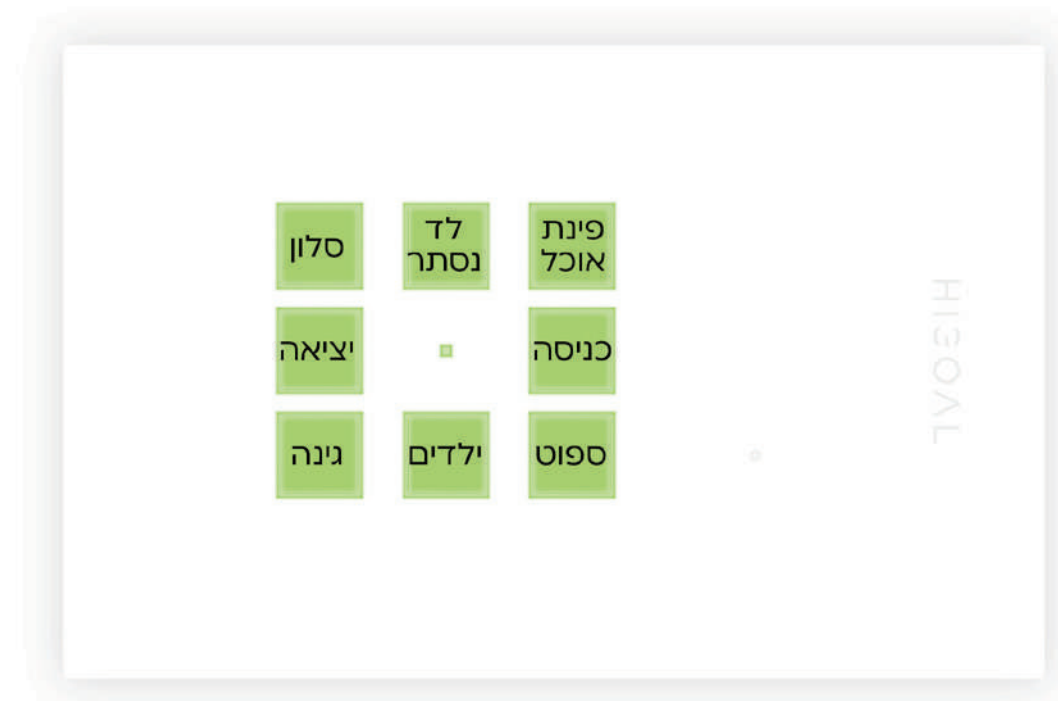 פינת
אוכל
לד
נסתר
סלון
כניסה
יציאה
ספוט
ילדים
גינה